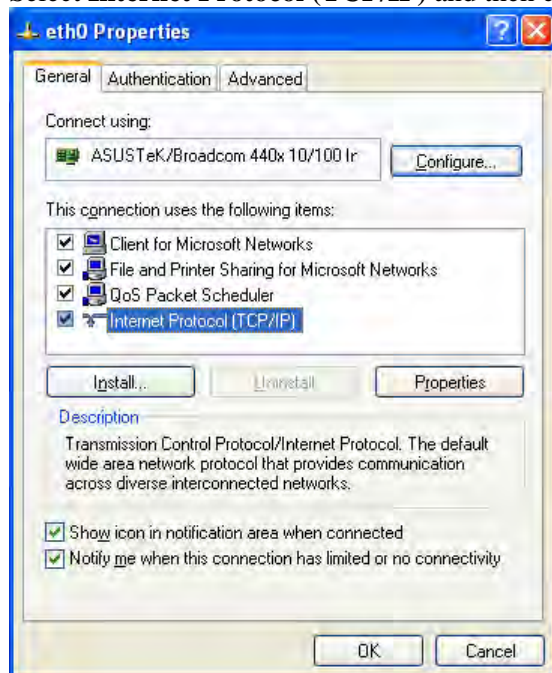 eth0 Properties
General Authentication Advanced
Connect using:
ASUSTeK/Broadcom 440x 10/100 In Configure...
This connection uses the following items:
Client for Microsoft Networks
File and Printer Sharing for Microsoft Networks
QoS Packet Scheduler
Internet Protocol (TCP/IP)
Install... Uninstall Properties
Description
Transmission Control Protocol/Internet Protocol. The default
wide area network protocol that provides communication
across diverse interconnected networks.
Show icon in notification area when connected
Notify me when this connection has limited or no connectivity
OK Cancel